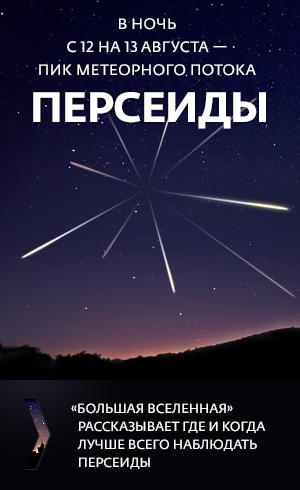 В НОЧЬ
С 12 НА 13 АВГУСТА —
ПИК МЕТЕОРНОГО ПОТОКА
ПЕРСЕИДЫ
«БОЛЬШАЯ ВСЕЛЕННАЯ»
РАССКАЗЫВАЕТ ГДЕ И КОГДА
ЛУЧШЕ ВСЕГО НАБЛЮДАТЬ
ПЕРСЕИДЫ